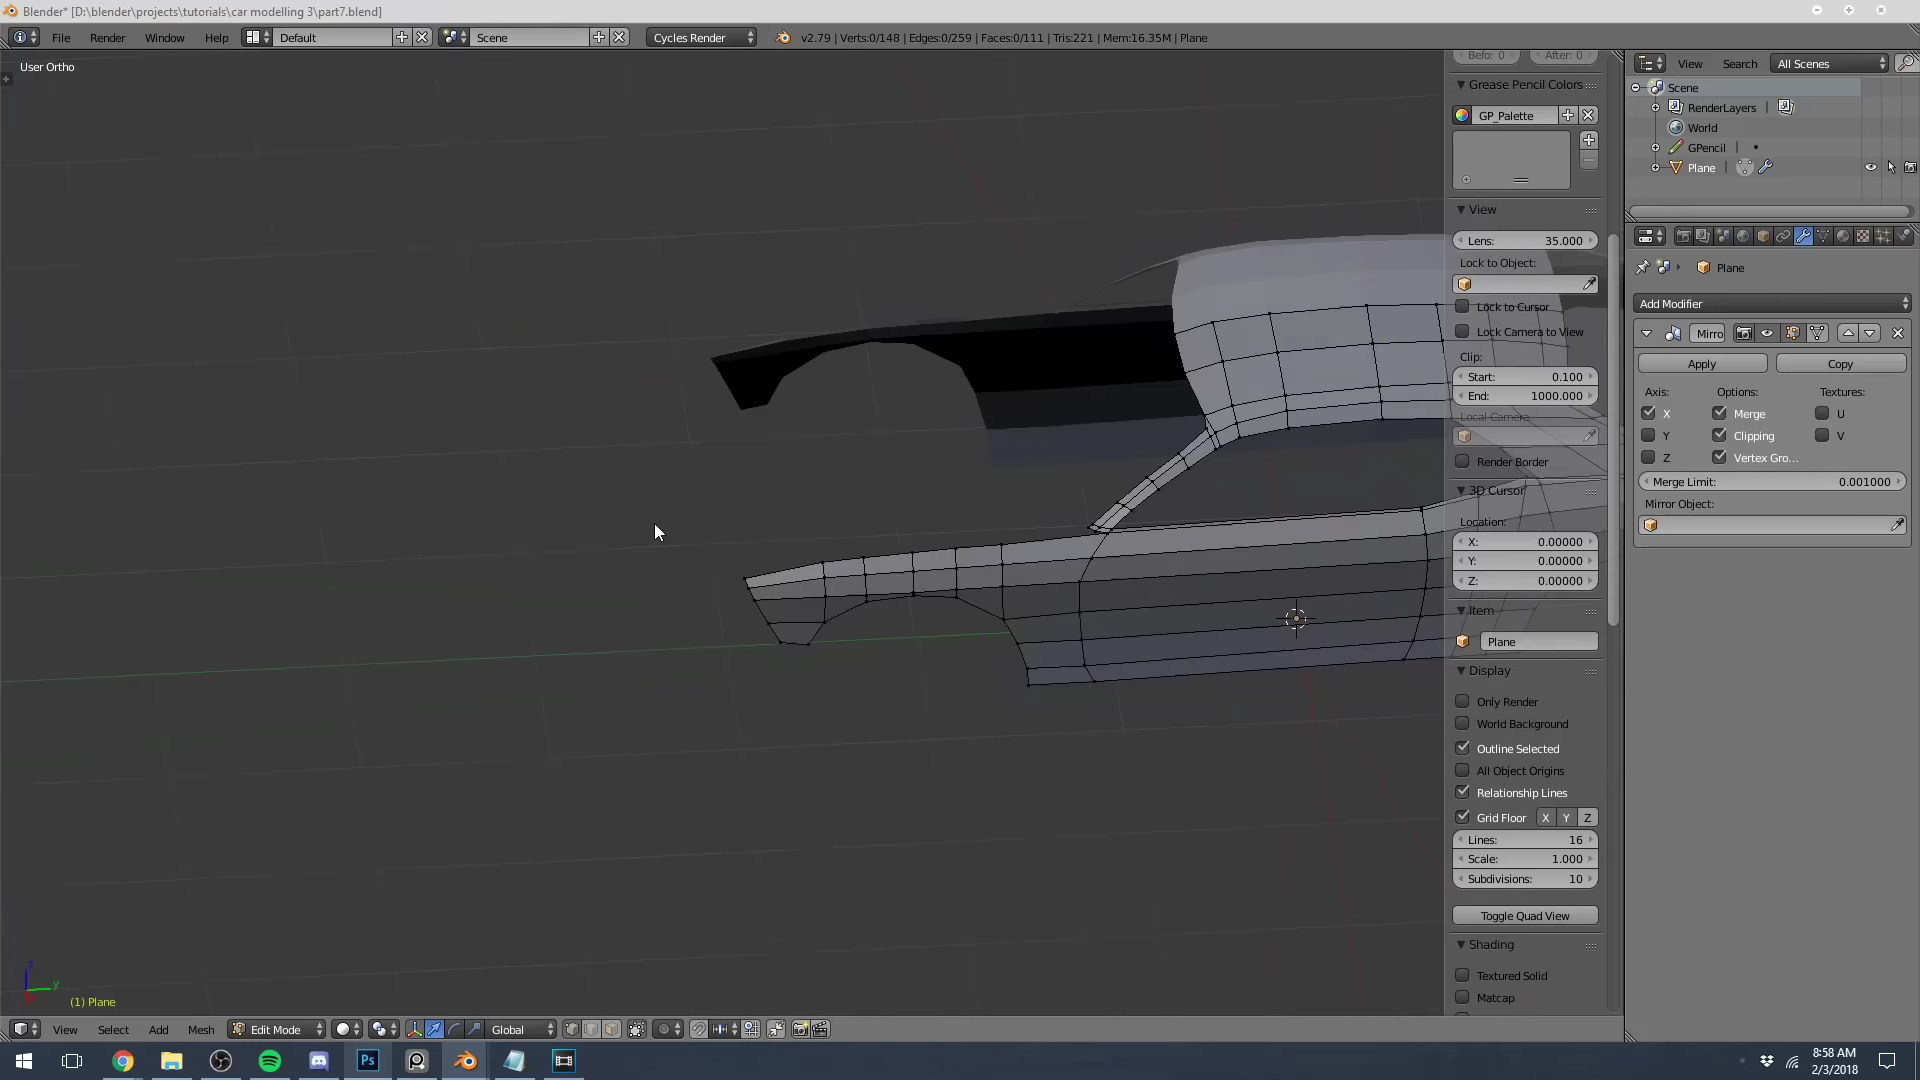 Blender* [D:\blender\projects\tutorials\car modelling 3\part7.blend]
File Render Window Help Default Scene Cycles Render v2.79 | Verts:0/148 | Edges:0/259 | Faces:0/111 | Tris:221 | Mem:16.35M | Plane
User Ortho
Befo: 0 After: 0
Grease Pencil Colors
GP_Palette
View
Lens: 35.000
Lock to Object:
Lock to Cursor
Lock Camera to View
Clip:
Start: 0.100
End: 1000.000
Local Camera:
Render Border
3D Cursor
Location:
X: 0.00000
Y: 0.00000
Z: 0.00000
Item
Plane
Display
Only Render
World Background
Outline Selected
All Object Origins
Relationship Lines
Grid Floor X Y Z
Lines: 16
Scale: 1.000
Subdivisions: 10
Toggle Quad View
Shading
Textured Solid
Matcap
View Search All Scenes
Scene
RenderLayers
World
GPencil
Plane
Plane
Add Modifier
Mirro
Apply Copy
Axis: Options: Textures:
X Merge U
Y Clipping V
Z Vertex Gro...
Merge Limit: 0.001000
Mirror Object:
z
y
(1) Plane
View Select Add Mesh Edit Mode Global
Ps
8:58 AM
2/3/2018